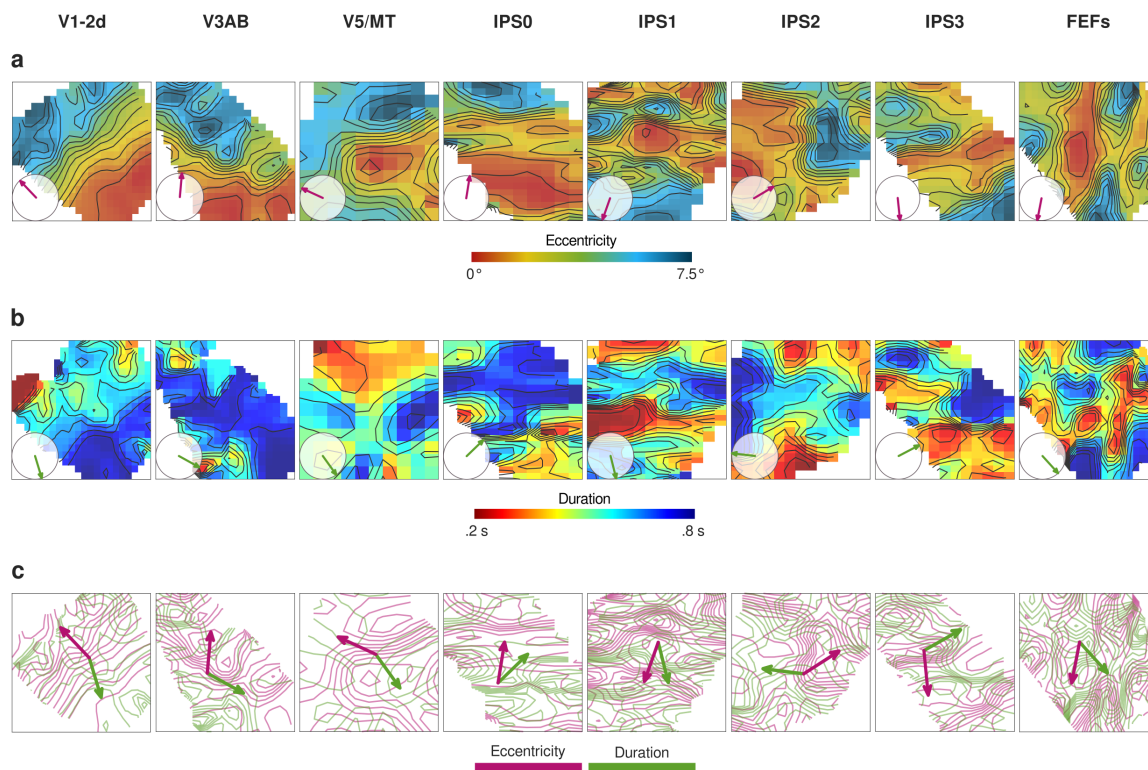 V1-2d V3AB V5/MT IPS0 IPS1 IPS2 IPS3 FEFs
a
Eccentricity
0° 7.5°
b
Duration
.2 s .8 s
c
Eccentricity Duration